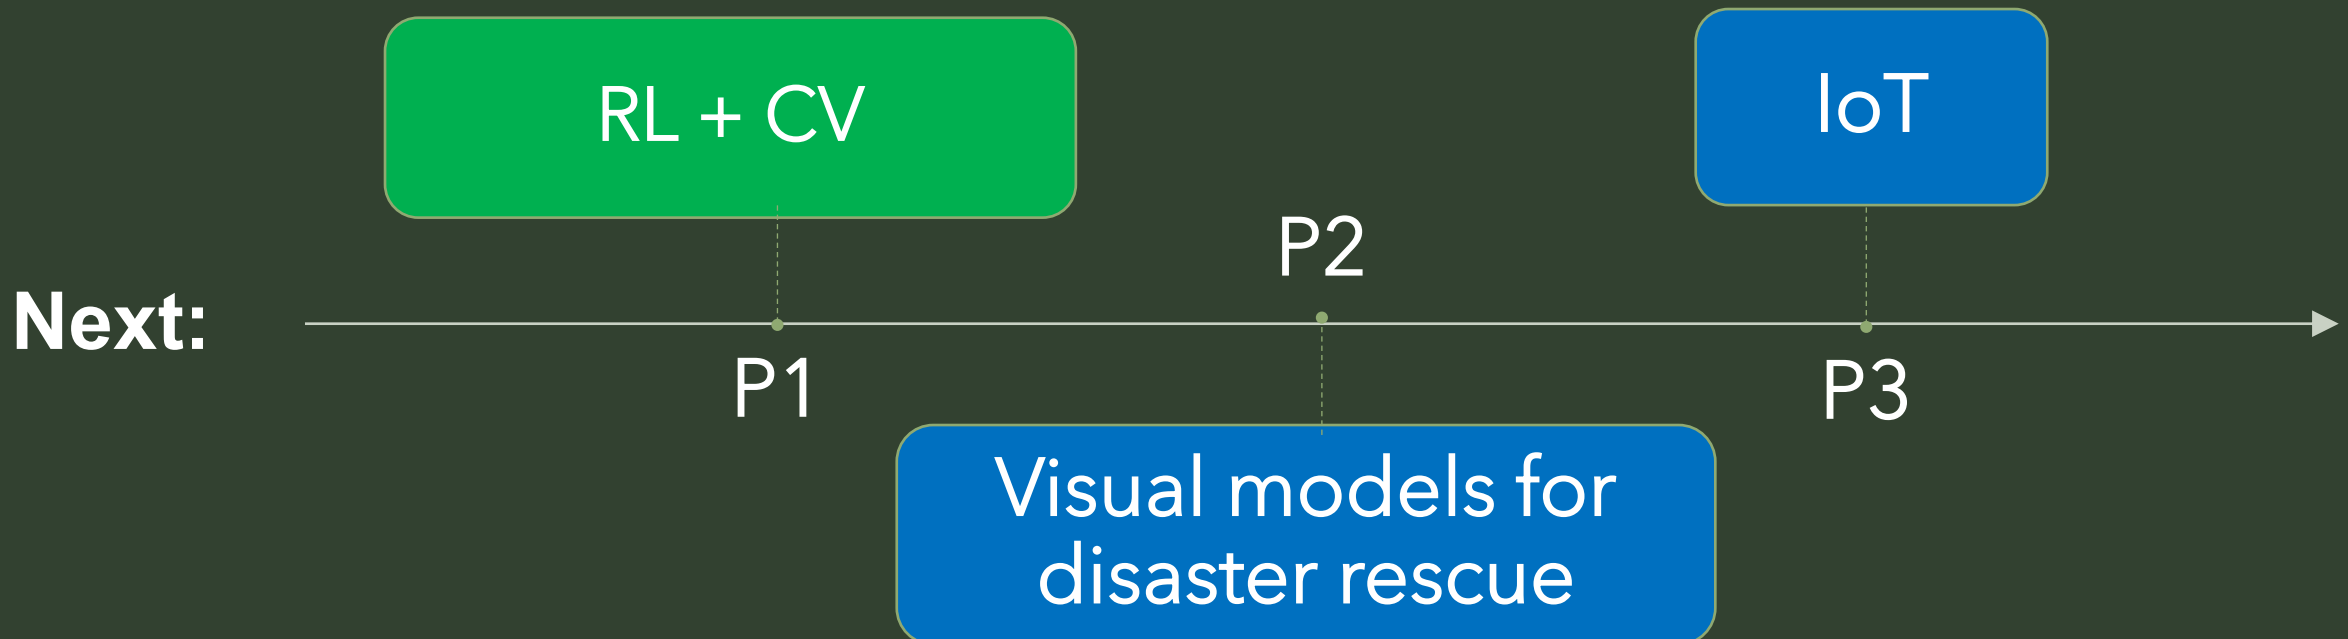 RL + CV
IoT
P2
Next:
P1
P3
Visual models for
disaster rescue